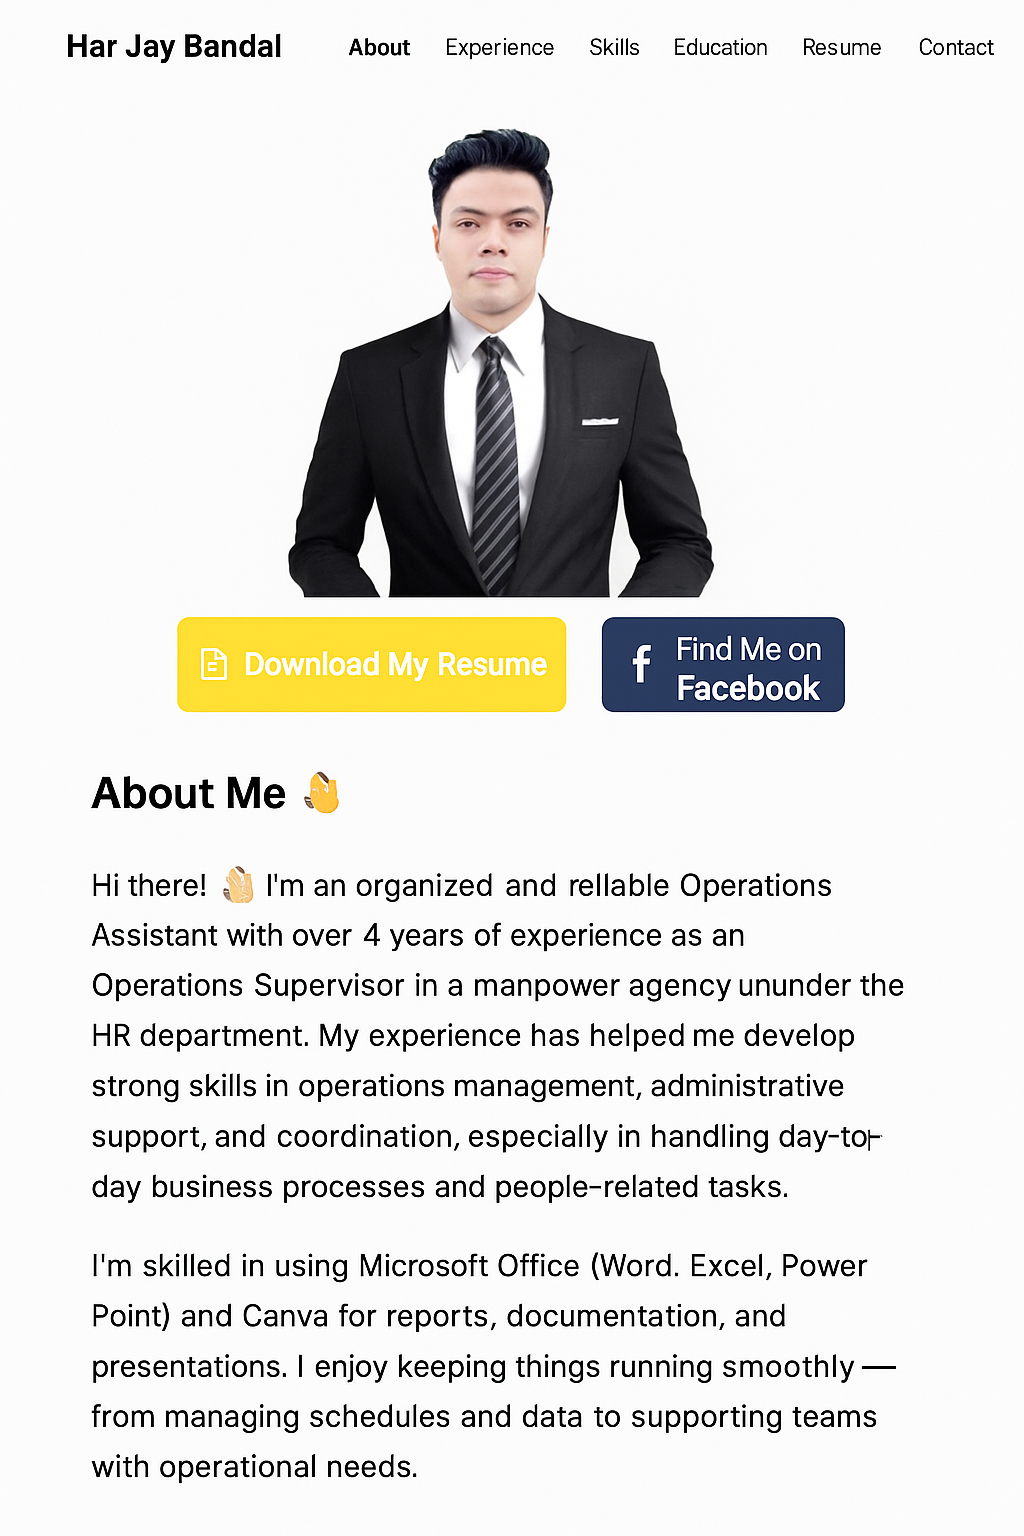 Har Jay Bandal About Experience Skills Education Resume Contact
Download My Resume
Find Me on
Facebook
About Me 👋
Hi there! 👋 I'm an organized and rellable Operations
Assistant with over 4 years of experience as an
Operations Supervisor in a manpower agency ununder the
HR department. My experience has helped me develop
strong skills in operations management, administrative
support, and coordination, especially in handling day-to-
day business processes and people-related tasks.
I'm skilled in using Microsoft Office (Word. Excel, Power
Point) and Canva for reports, documentation, and
presentations. I enjoy keeping things running smoothly —
from managing schedules and data to supporting teams
with operational needs.